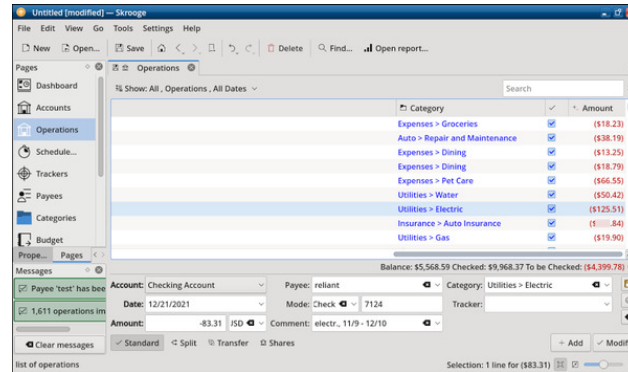 Untitled [modified] - Skrooge
File Edit View Go Tools Settings Help
New Open... Save Delete Find... Open report...
Pages
Operations
Dashboard
Accounts
Operations
Schedule...
Trackers
Payees
Categories
Budget
Prope... Pages
Show: All , Operations , All Dates
Search
Category Amount
Expenses > Groceries ($18.23)
Auto > Repair and Maintenance ($38.19)
Expenses > Dining ($13.25)
Expenses > Dining ($18.79)
Expenses > Pet Care ($66.55)
Utilities > Water ($50.42)
Utilities > Electric ($125.51)
Insurance > Auto Insurance .84)
Utilities > Gas ($19.90)
Balance: $5,568.59 Checked: $9,968.37 To be Checked: ($4,399.78)
Messages
Payee 'test' has bee
1,611 operations im
Clear messages
Account: Checking Account Payee: reliant Category: Utilities > Electric
Date: 12/21/2021 Mode: Check 7124 Tracker:
Amount: -83.31 JSD Comment: electr., 11/9 - 12/10
Standard Split Transfer Shares
Add Modif
list of operations
Selection: 1 line for ($83.31)